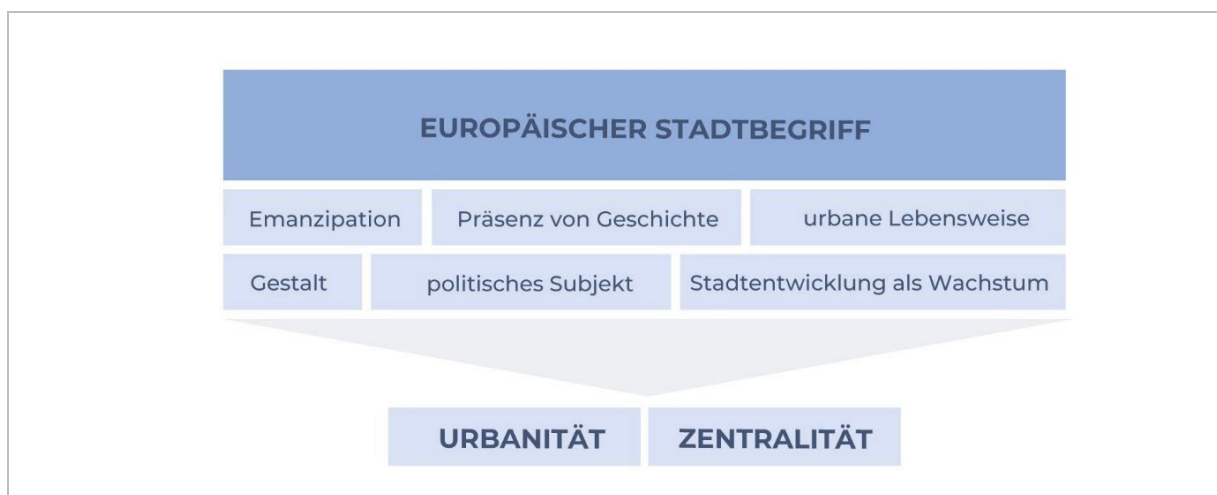 EUROPÄISCHER STADTBEGRIFF
Emanzipation
Präsenz von Geschichte
urbane Lebensweise
Gestalt
politisches Subjekt
Stadtentwicklung als Wachstum
URBANITÄT
ZENTRALITÄT